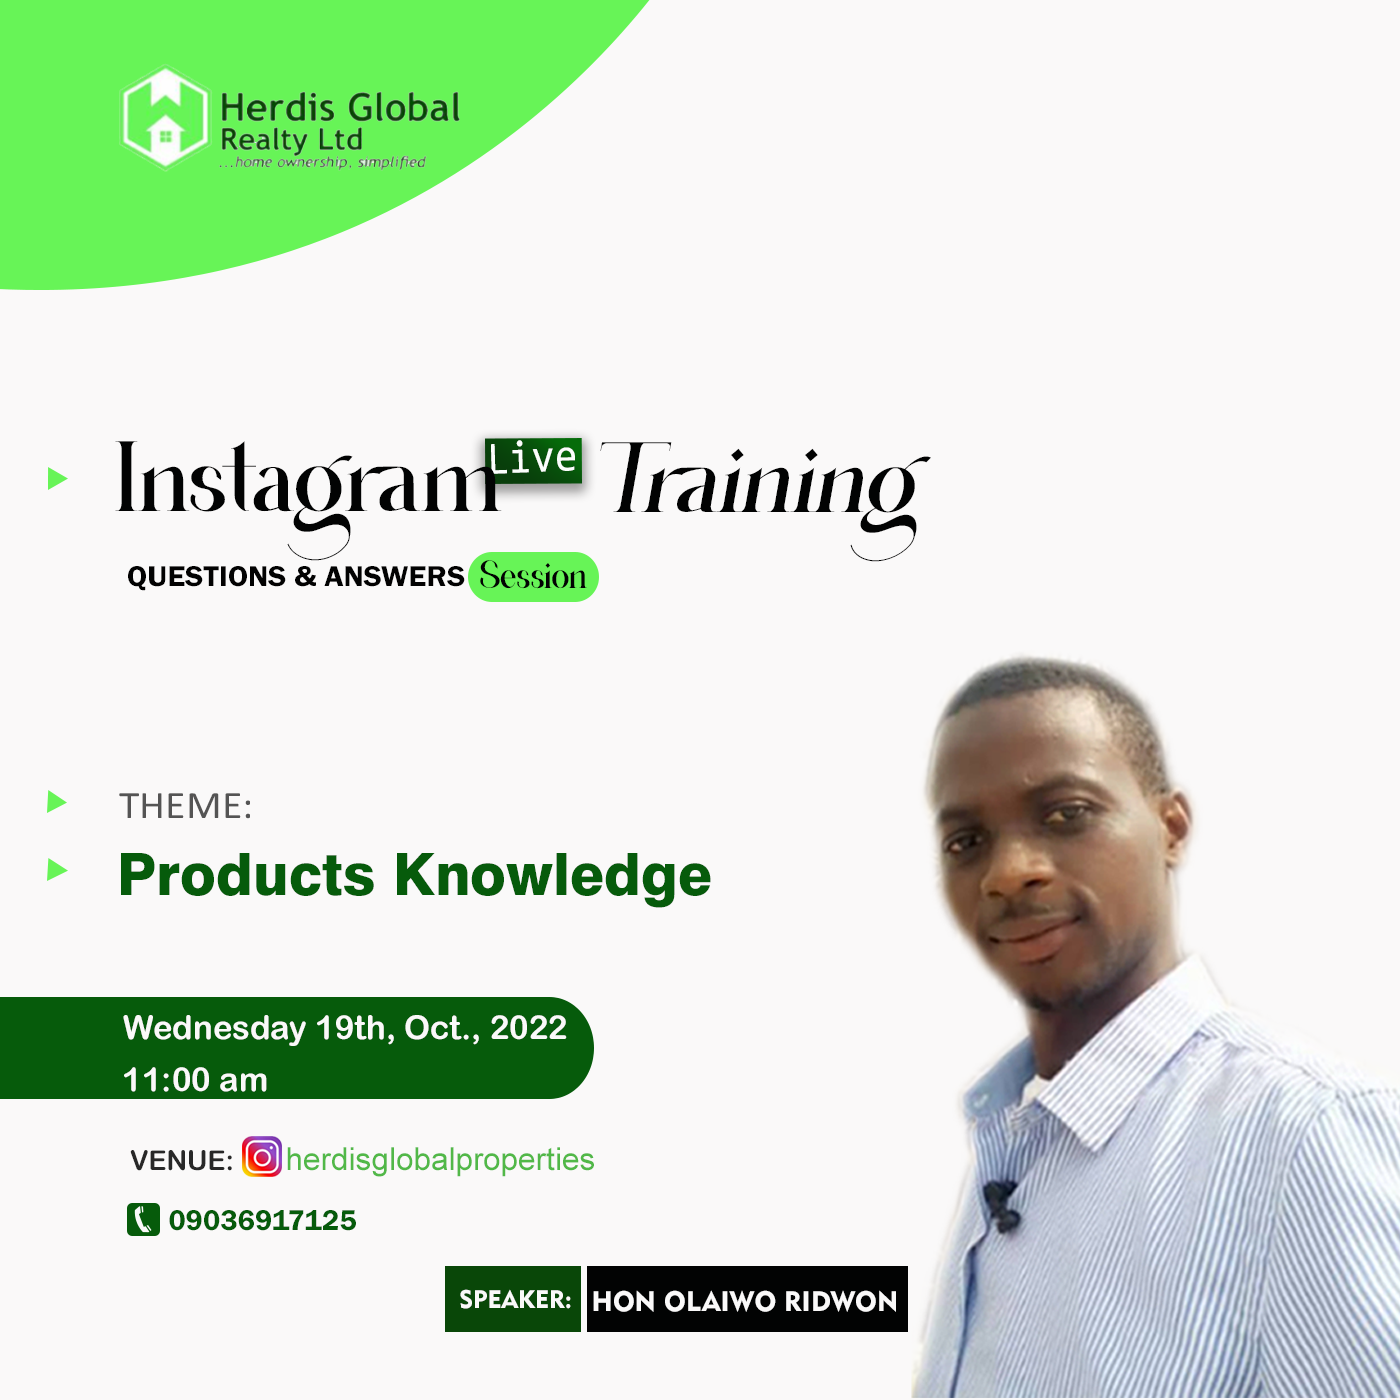 Herdis Global
Realty Ltd
...home ownership, simplified
Instagram Live Training
QUESTIONS & ANSWERS Session
THEME:
Products Knowledge
Wednesday 19th, Oct., 2022
11:00 am
VENUE: herdisglobalproperties
09036917125
SPEAKER: HON OLAIWO RIDWON